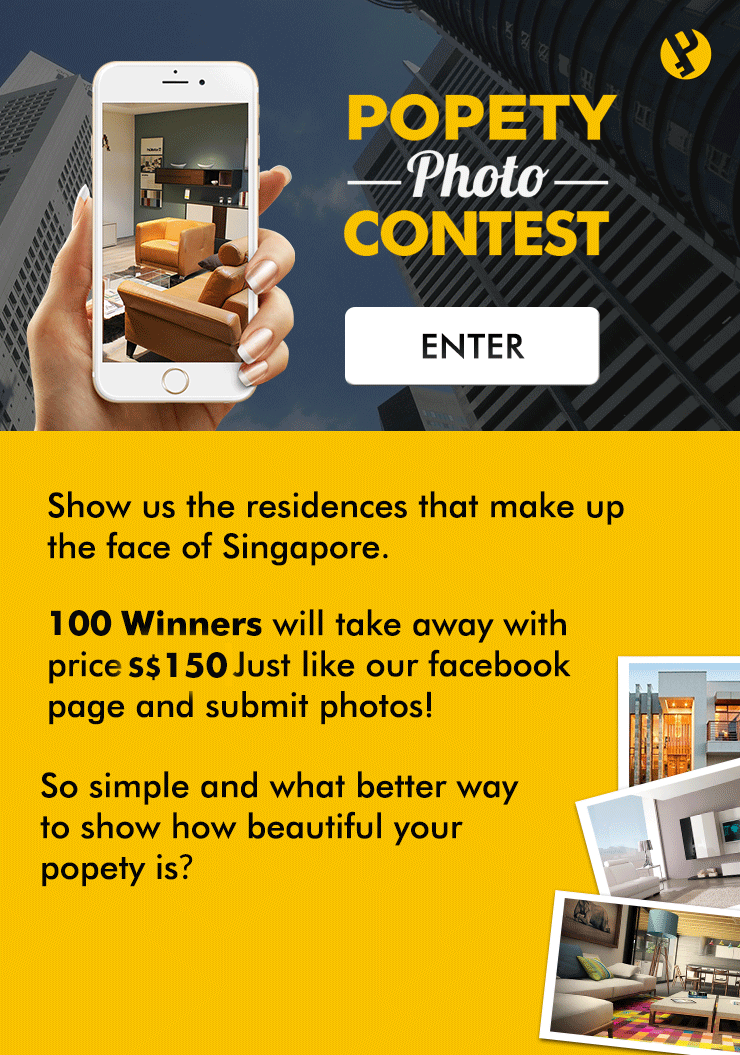 POPETY
Photo
CONTEST
ENTER
Show us the residences that make up
the face of Singapore.
100 Winners will take away with
price S$150 Just like our facebook
page and submit photos!
So simple and what better way
to show how beautiful your
popety is?